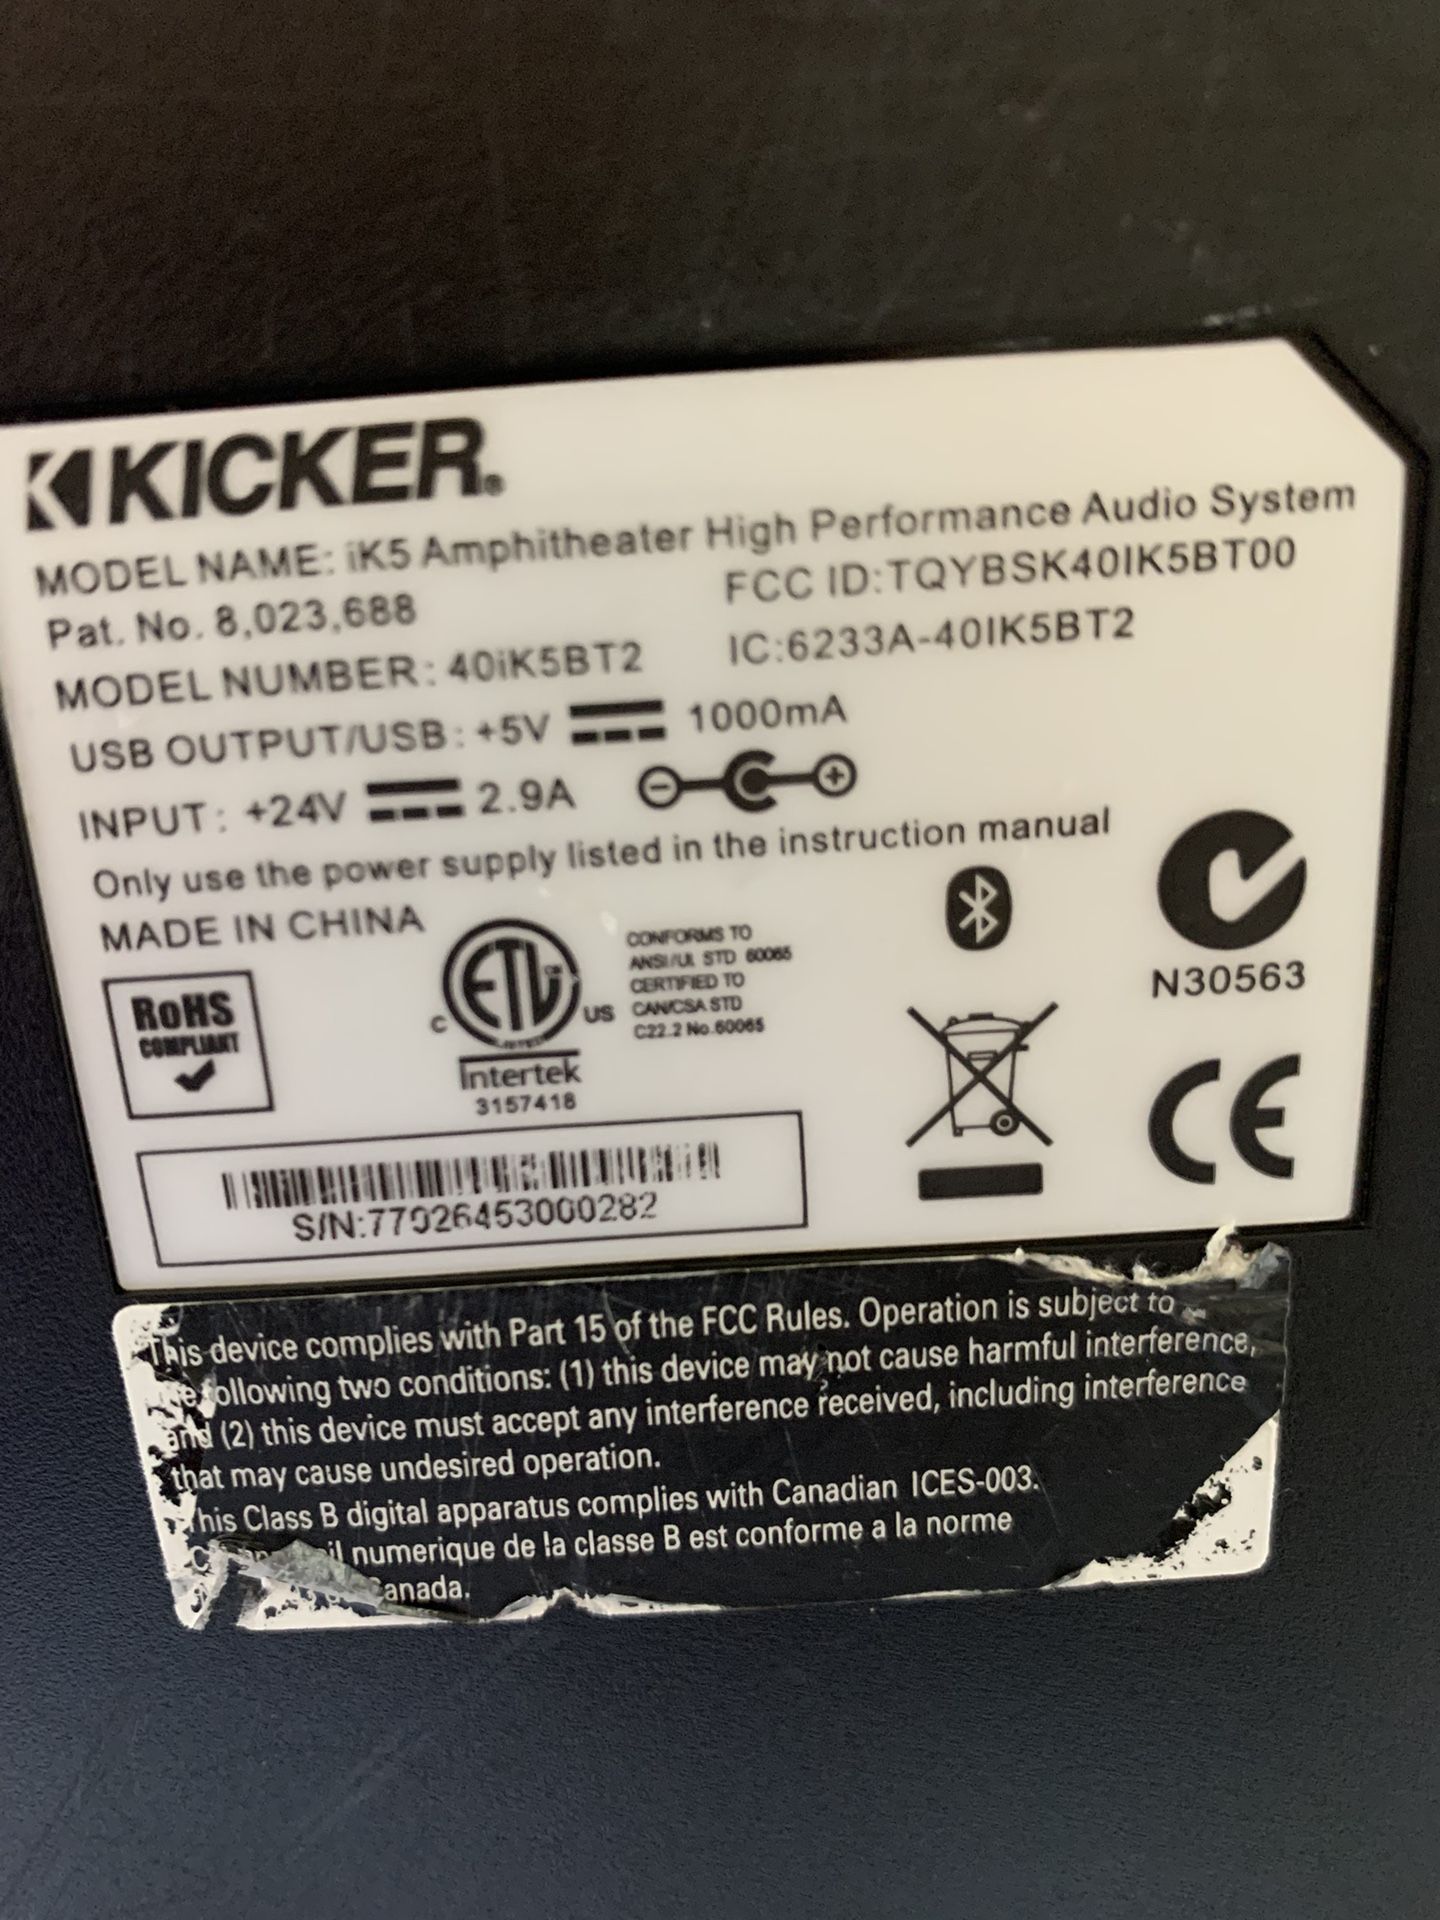 KICKER®
MODEL NAME: iK5 Amphitheater High Performance Audio System
Pat. No. 8,023,688
FCC ID:TQYBSK40IK5BT00
MODEL NUMBER: 40iK5BT2
IC:6233A-40IK5BT2
USB OUTPUT/USB: +5V 1000mA
INPUT: +24V 2.9A
Only use the power supply listed in the instruction manual
MADE IN CHINA
RoHS
COMPLIANT
C ETL US
LISTED
Intertek
3157418
CONFORMS TO
ANSI/UL STD 60065
CERTIFIED TO
CAN/CSA STD
C22.2 No.60065
N30563
CE
S/N:77026453000282
This device complies with Part 15 of the FCC Rules. Operation is subject to
following two conditions: (1) this device may not cause harmful interference,
and (2) this device must accept any interference received, including interference
that may cause undesired operation.
This Class B digital apparatus complies with Canadian ICES-003.
numerique de la classe B est conforme a la norme
anada.